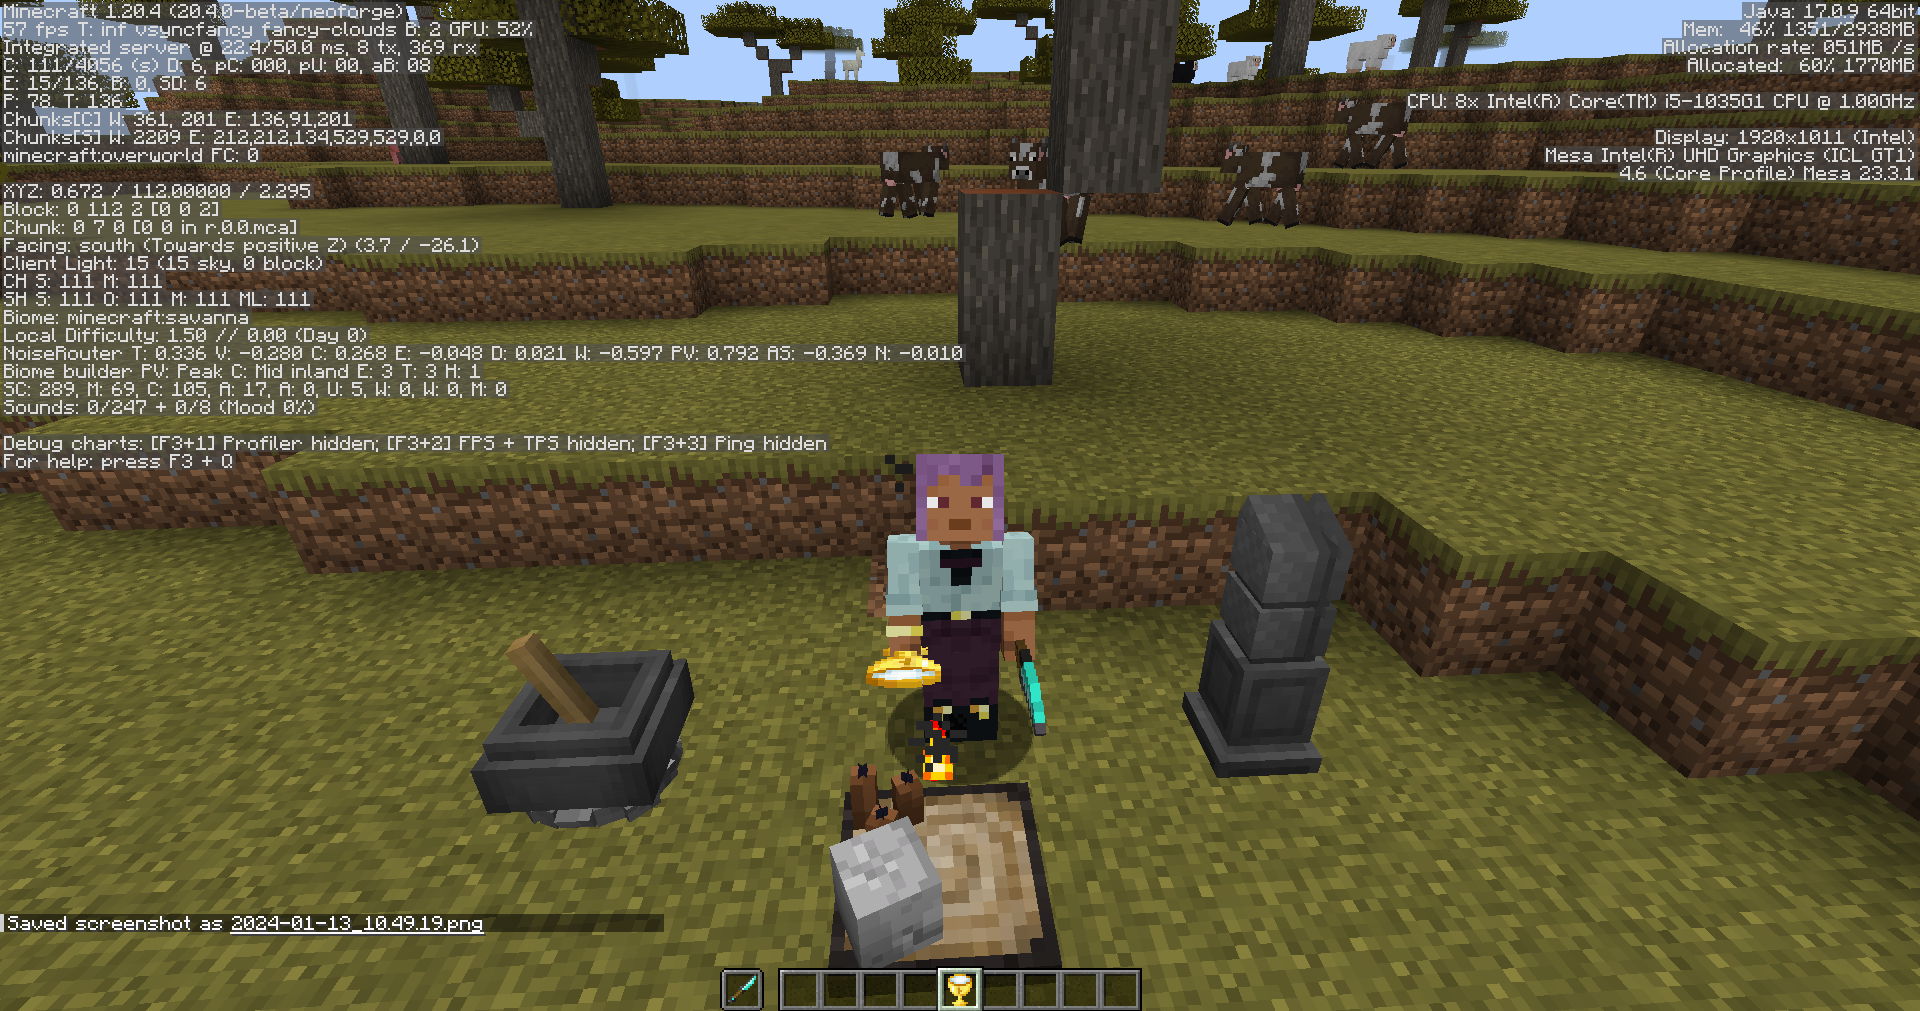 Minecraft 1.20.4 (20.4.0-beta/neoforge)
57 fps T: inf vsyncfancy fancy-clouds B: 2 GPU: 52%
Integrated server @ 22.4/50.0 ms, 8 tx, 369 rx
C: 111/4056 (s) D: 6, pC: 000, pU: 00, aB: 08
E: 15/136, B: 0, SD: 6
P: 78. T: 136
Chunks[C] W: 361, 201 E: 136,91,201
Chunks[S] W: 2209 E: 212,212,134,529,529,0,0
minecraft:overworld FC: 0
XYZ: 0.672 / 112.00000 / 2.295
Block: 0 112 2 [0 0 2]
Chunk: 0 7 0 [0 0 in r.0.0.mca]
Facing: south (Towards positive Z) (3.7 / -26.1)
Client Light: 15 (15 sky, 0 block)
CH S: 111 M: 111
SH S: 111 O: 111 M: 111 ML: 111
Biome: minecraft:savanna
Local Difficulty: 1.50 // 0.00 (Day 0)
NoiseRouter T: 0.336 V: -0.280 C: 0.268 E: -0.048 D: 0.021 W: -0.597 PV: 0.792 AS: -0.369 N: -0.010
Biome builder PV: Peak C: Mid inland E: 3 T: 3 H: 1
SC: 289, M: 69, C: 105, A: 17, A: 0, U: 5, W: 0, W: 0, M: 0
Sounds: 0/247 + 0/8 (Mood 0%)
Debug charts: [F3+1] Profiler hidden; [F3+2] FPS + TPS hidden; [F3+3] Ping hidden
For help: press F3 + Q
Java: 17.0.9 64bit
Mem: 46% 1351/2938MB
Allocation rate: 051MB /s
Allocated: 60% 1770MB
CPU: 8x Intel(R) Core(TM) i5-1035G1 CPU @ 1.00GHz
Display: 1920x1011 (Intel)
Mesa Intel(R) UHD Graphics (ICL GT1)
4.6 (Core Profile) Mesa 23.3.1
Saved screenshot as 2024-01-13_10.49.19.png